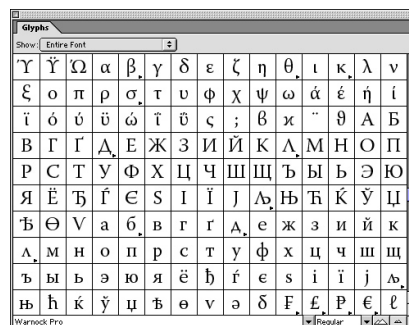 Glyphs
Show: Entire Font
ϒ Ϋ Ω α β γ δ ε ζ η θ ι κ λ ν
ξ ο π ρ σ τ υ φ χ ψ ω ά έ ή ί
ϊ ό ύ ϋ ώ ΐ ΰ ς ; ϐ ϰ ¨ ϑ А Б
В Г Ґ Д Е Ж З И Й К Л М Н О П
Р С Т У Ф Х Ц Ч Ш Щ Ъ Ы Ь Э Ю
Я Ё Ђ Ѓ Є Ѕ І Ї Ј Љ Њ Ћ Ќ Ў Џ
Ѣ Ѳ Ѵ а б в г ґ д е ж з и й к
л м н о п р с т у ф х ц ч ш щ
ъ ы ь э ю я ё ђ ѓ є ѕ і ї ј љ
њ ћ ќ ў џ ѣ ѳ ѵ ə δ ₣ £ ₱ € ℓ
Warnock Pro Regular